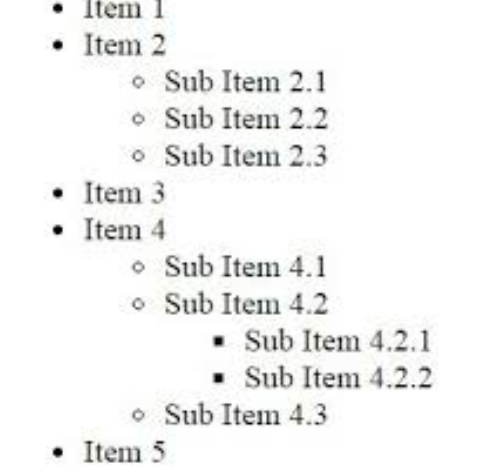 • Item 1
• Item 2
◦ Sub Item 2.1
◦ Sub Item 2.2
◦ Sub Item 2.3
• Item 3
• Item 4
◦ Sub Item 4.1
◦ Sub Item 4.2
▪ Sub Item 4.2.1
▪ Sub Item 4.2.2
◦ Sub Item 4.3
• Item 5